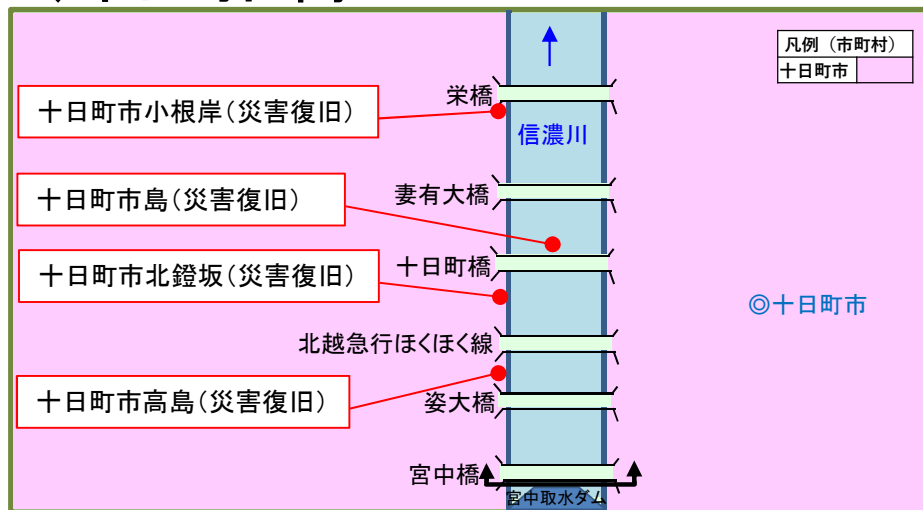 凡例（市町村）
十日町市
栄橋
十日町市小根岸（災害復旧）
信濃川
妻有大橋
十日町市島（災害復旧）
十日町橋
十日町市北鐙坂（災害復旧）
◎十日町市
北越急行ほくほく線
十日町市高島（災害復旧）
姿大橋
宮中橋
宮中取水ダム